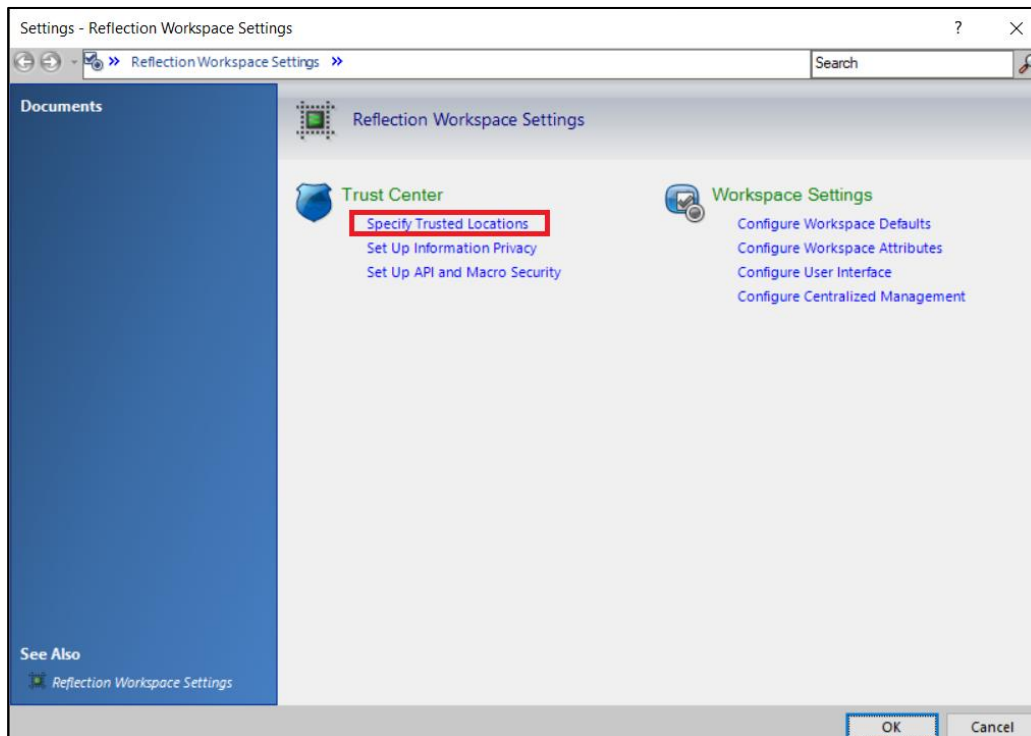 Settings - Reflection Workspace Settings
? ×
» Reflection Workspace Settings »
Search
Documents
Reflection Workspace Settings
Trust Center
Specify Trusted Locations
Set Up Information Privacy
Set Up API and Macro Security
Workspace Settings
Configure Workspace Defaults
Configure Workspace Attributes
Configure User Interface
Configure Centralized Management
See Also
Reflection Workspace Settings
OK Cancel